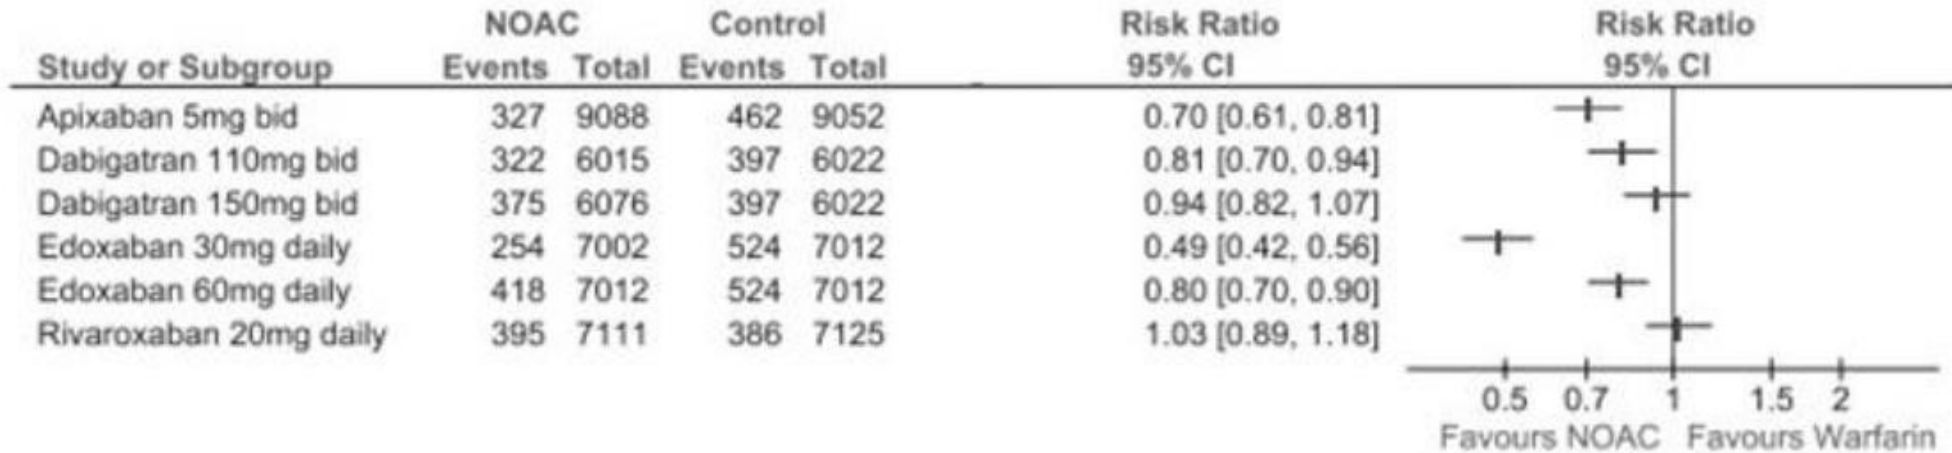 NOAC Control Risk Ratio Risk Ratio
Study or Subgroup Events Total Events Total 95% CI 95% CI
Apixaban 5mg bid 327 9088 462 9052 0.70 [0.61, 0.81]
Dabigatran 110mg bid 322 6015 397 6022 0.81 [0.70, 0.94]
Dabigatran 150mg bid 375 6076 397 6022 0.94 [0.82, 1.07]
Edoxaban 30mg daily 254 7002 524 7012 0.49 [0.42, 0.56]
Edoxaban 60mg daily 418 7012 524 7012 0.80 [0.70, 0.90]
Rivaroxaban 20mg daily 395 7111 386 7125 1.03 [0.89, 1.18]
0.5 0.7 1 1.5 2
Favours NOAC Favours Warfarin